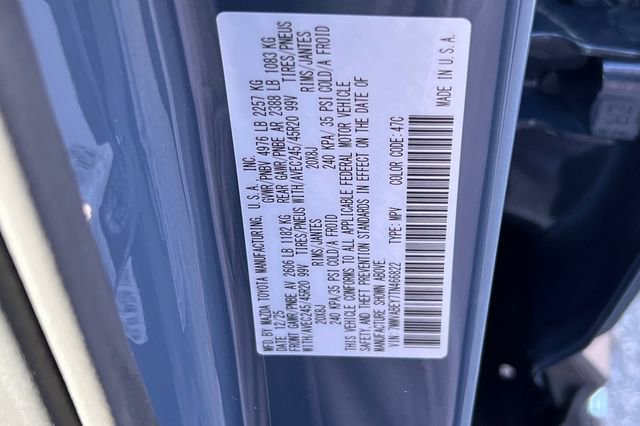 MFD. BY MAZDA TOYOTA MANUFACTURING, U.S.A., INC.
DATE 12/25 GVWR/PNBV 4976 LB 2257 KG
FRONT GAWR/PNBE AV 2606 LB 1182 KG REAR GAWR/PNBE AR 2388 LB 1083 KG
WITH/AVEC245/45R20 99V TIRES/PNEUS WITH/AVEC245/45R20 99V TIRES/PNEUS
20X8J RIMS/JANTES 20X8J RIMS/JANTES
240 KPA/35 PSI COLD/A FROID 240 KPA/35 PSI COLD/A FROID
THIS VEHICLE CONFORMS TO ALL APPLICABLE FEDERAL MOTOR VEHICLE
SAFETY, AND THEFT PREVENTION STANDARDS IN EFFECT ON THE DATE OF
MANUFACTURE SHOWN ABOVE.
TYPE: MPV COLOR CODE: 47C
MADE IN U.S.A.